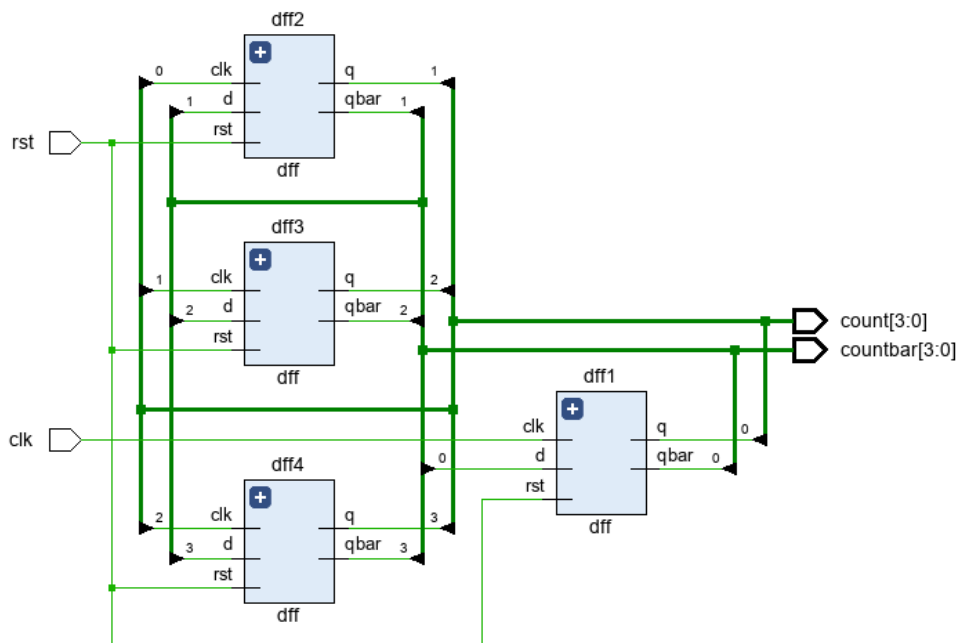 dff2
0 clk q 1
1 d qbar 1
rst
rst
dff
dff3
1 clk q 2
2 d qbar 2
rst
dff
count[3:0]
countbar[3:0]
dff1
clk
clk q 0
0 d qbar 0
rst
dff
dff4
2 clk q 3
3 d qbar 3
rst
dff